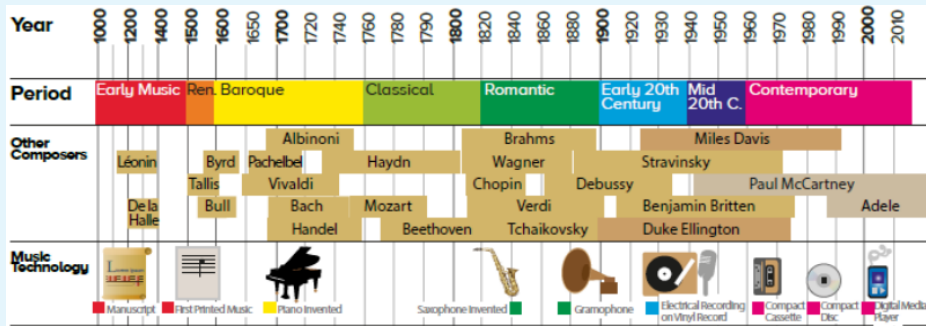 Year 1000 1200 1400 1500 1600 1650 1700 1720 1740 1760 1780 1790 1800 1820 1840 1860 1880 1900 1920 1930 1940 1950 1960 1970 1980 1990 2000 2010
Period Early Music Ren. Baroque Classical Romantic Early 20th Century Mid 20th C. Contemporary
Other Composers
Albinoni Brahms Miles Davis
Léonin Byrd Pachelbel Haydn Wagner Stravinsky
Tallis Vivaldi Chopin Debussy Paul McCartney
De la Halle Bull Bach Mozart Verdi Benjamin Britten Adele
Handel Beethoven Tchaikovsky Duke Ellington
Music Technology
Manuscript First Printed Music Piano Invented Saxophone Invented Gramophone Electrical Recording on Vinyl Record Compact Cassette Compact Disc Digital Media Player